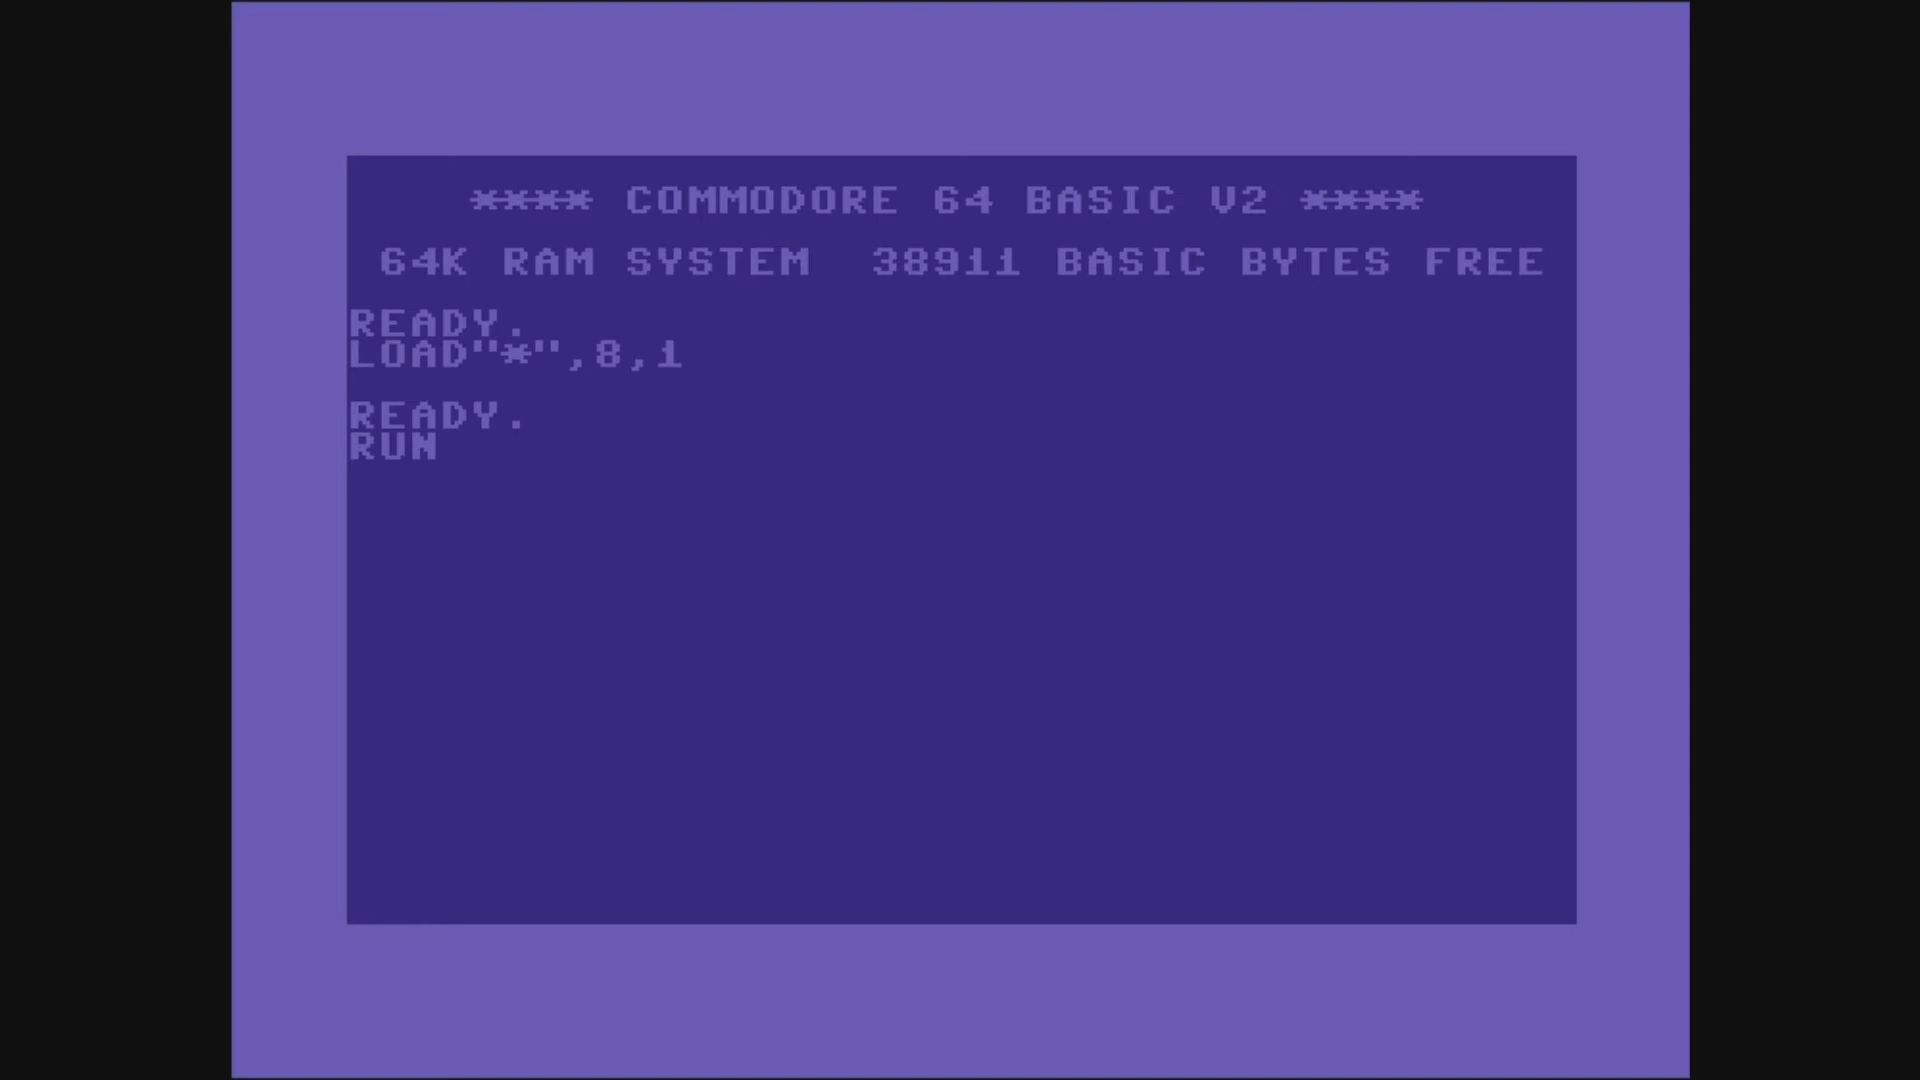 **** COMMODORE 64 BASIC V2 ****
64K RAM SYSTEM  38911 BASIC BYTES FREE
READY.
LOAD"*",8,1
READY.
RUN